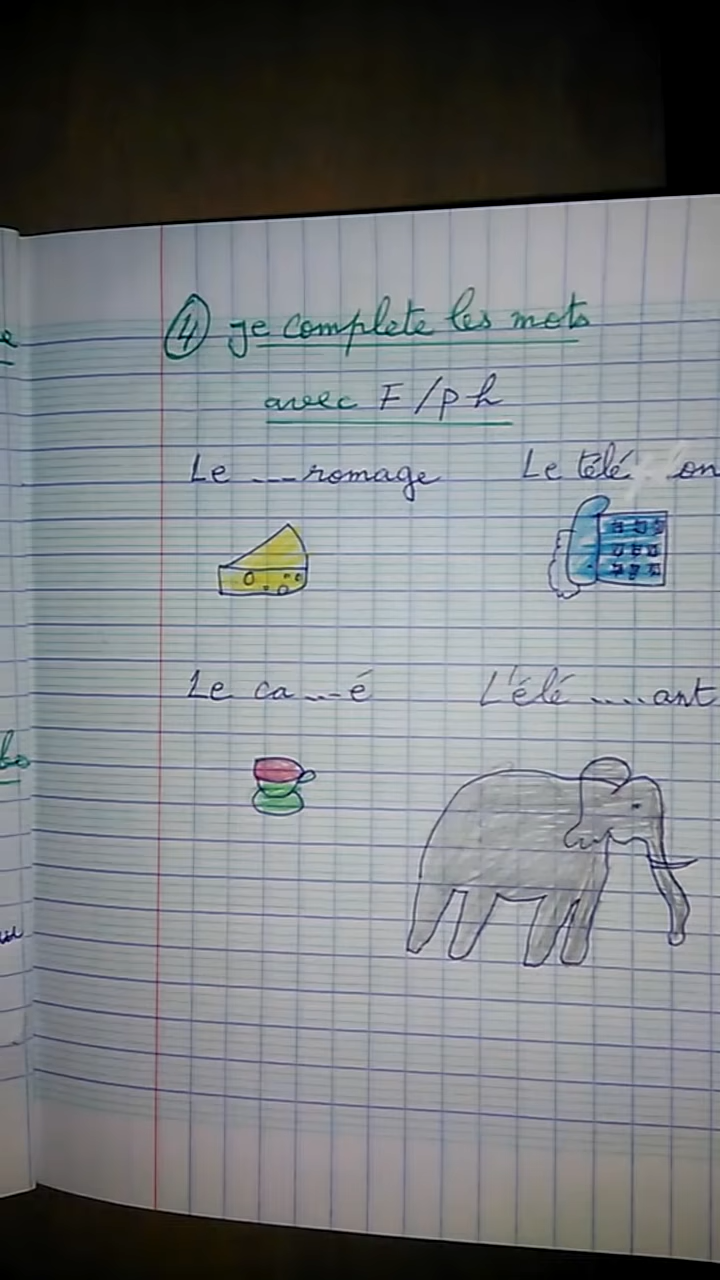 ④ je complete les mots
avec F/ph
Le ---romage Le télé on
Le ca...é L'élé ....ant